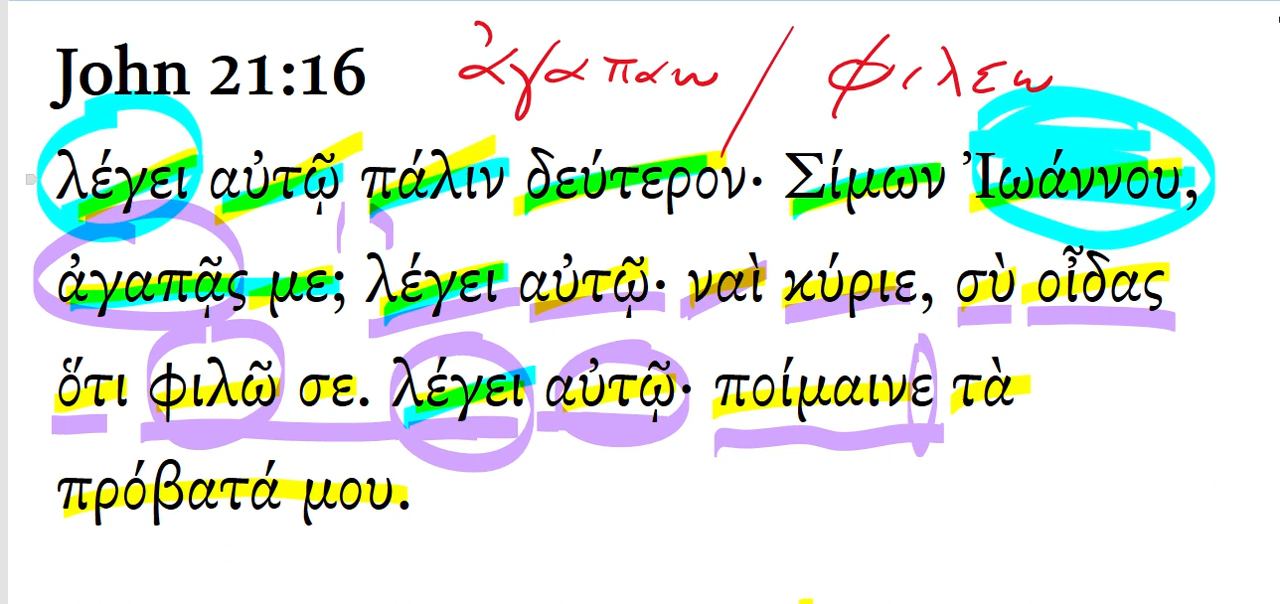 John 21:16 ἀγαπαω / φιλεω
λέγει αὐτῷ πάλιν δεύτερον· Σίμων Ἰωάννου,
ἀγαπᾷς με; λέγει αὐτῷ· ναὶ κύριε, σὺ οἶδας
ὅτι φιλῶ σε. λέγει αὐτῷ· ποίμαινε τὰ
πρόβατά μου.